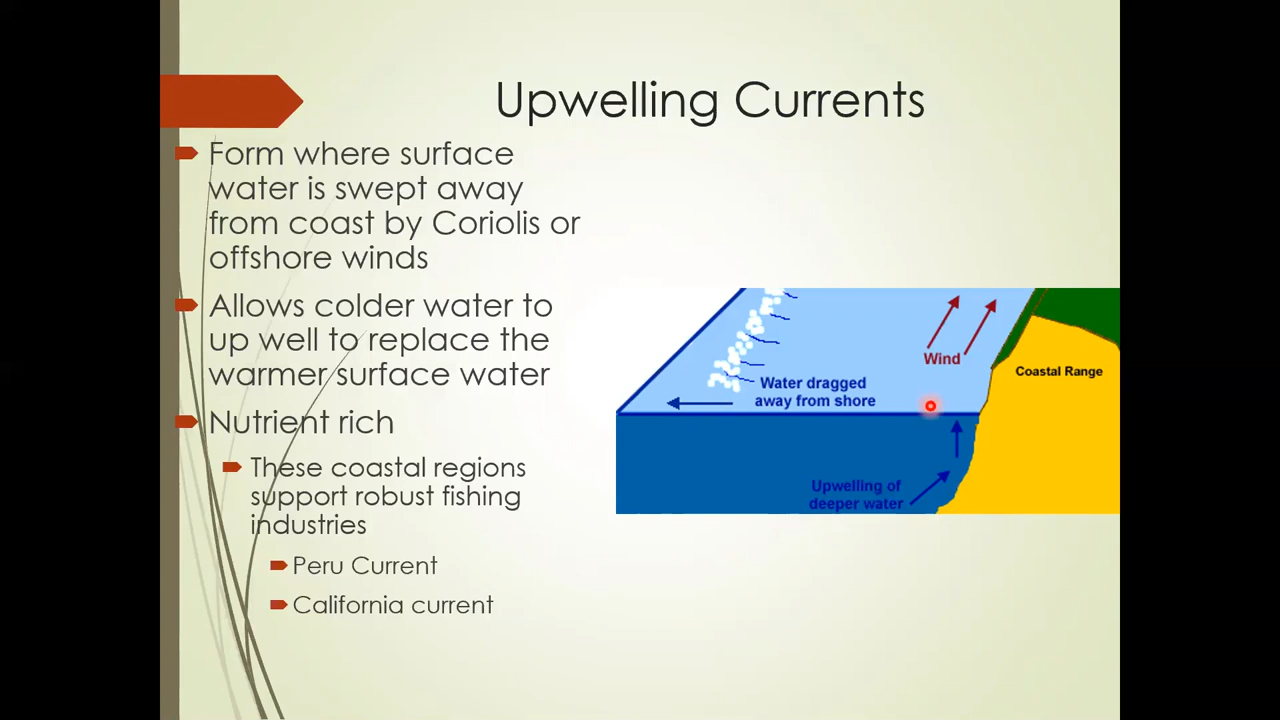 Upwelling Currents
Form where surface
water is swept away
from coast by Coriolis or
offshore winds
Allows colder water to
up well to replace the
warmer surface water
Nutrient rich
These coastal regions
support robust fishing
industries
Peru Current
California current
Wind
Coastal Range
Water dragged
away from shore
Upwelling of
deeper water